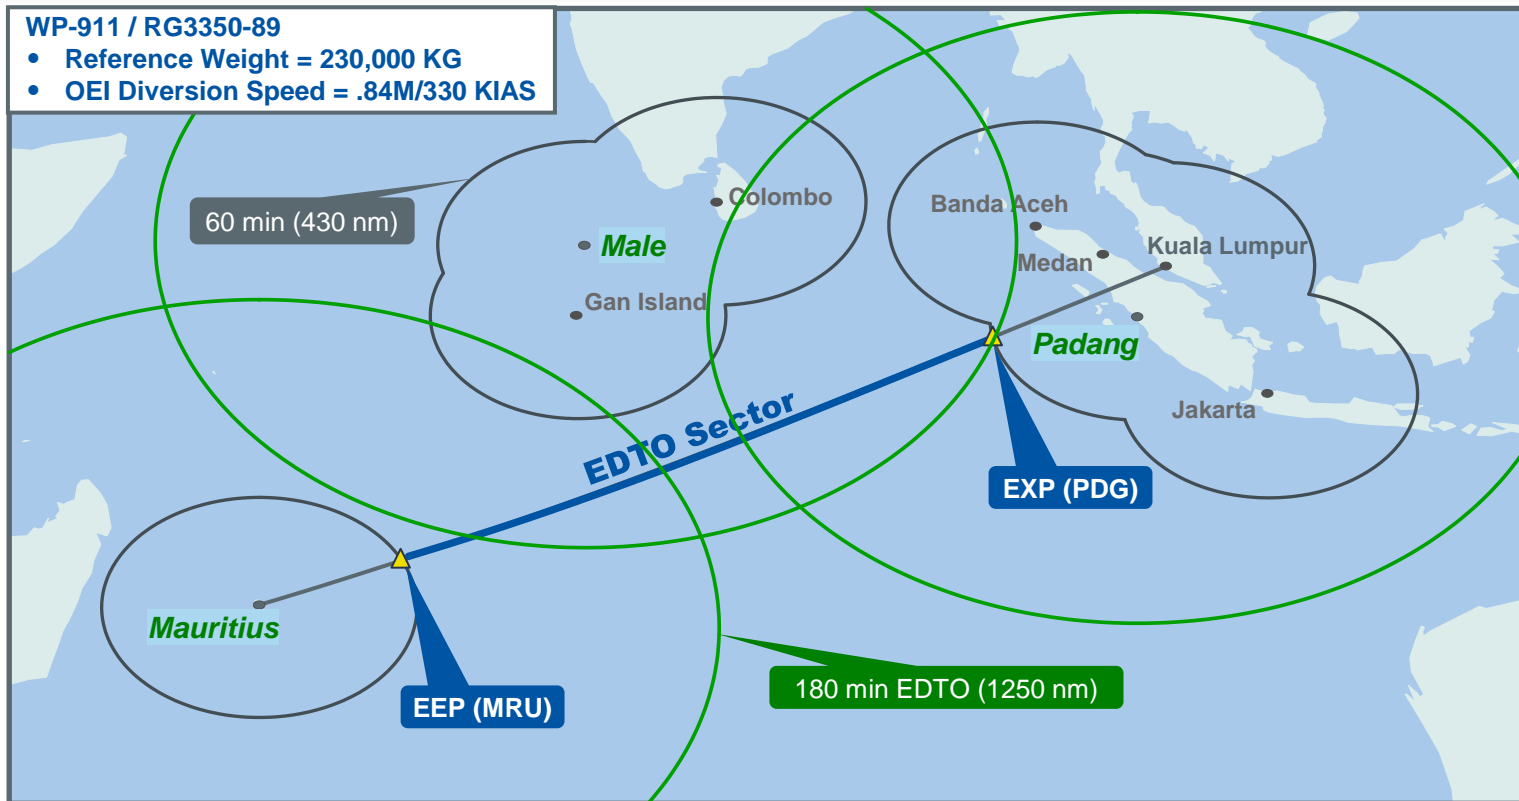 WP-911 / RG3350-89
• Reference Weight = 230,000 KG
• OEI Diversion Speed = .84M/330 KIAS
60 min (430 nm)
Colombo
Banda Aceh
Male
Kuala Lumpur
Medan
Gan Island
Padang
EDTO Sector
Jakarta
EXP (PDG)
Mauritius
180 min EDTO (1250 nm)
EEP (MRU)